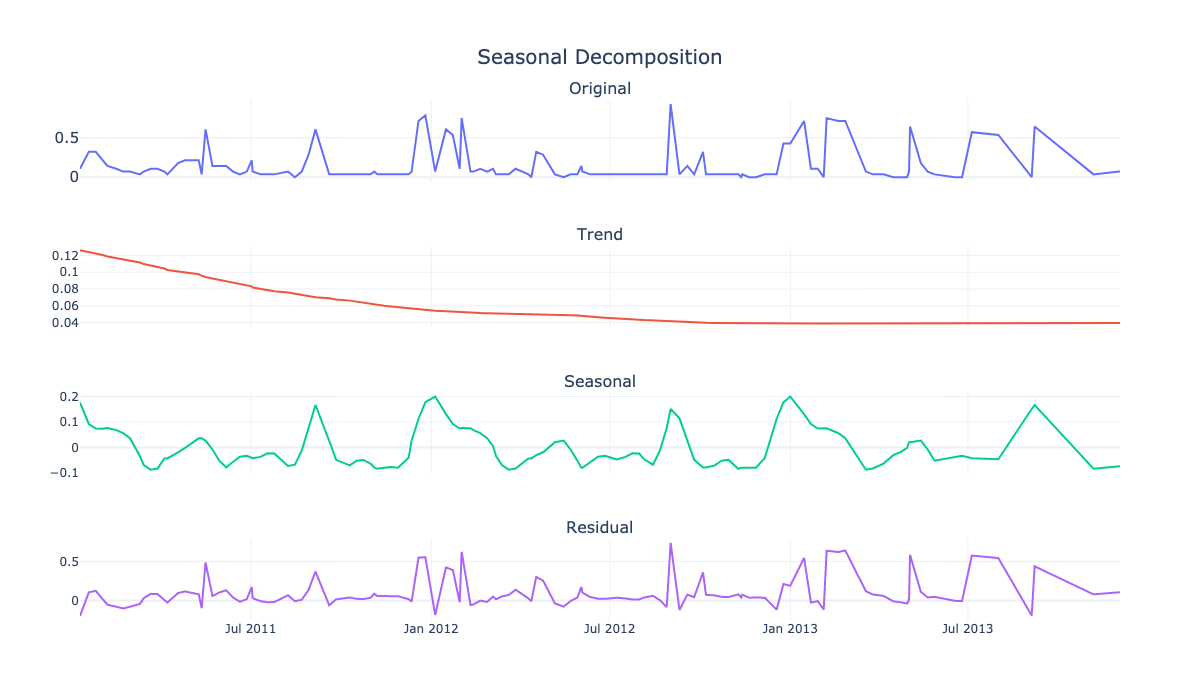 Seasonal Decomposition
Original
0.5
0
Trend
0.12
0.1
0.08
0.06
0.04
Seasonal
0.2
0.1
0
−0.1
Residual
0.5
0
Jul 2011 Jan 2012 Jul 2012 Jan 2013 Jul 2013